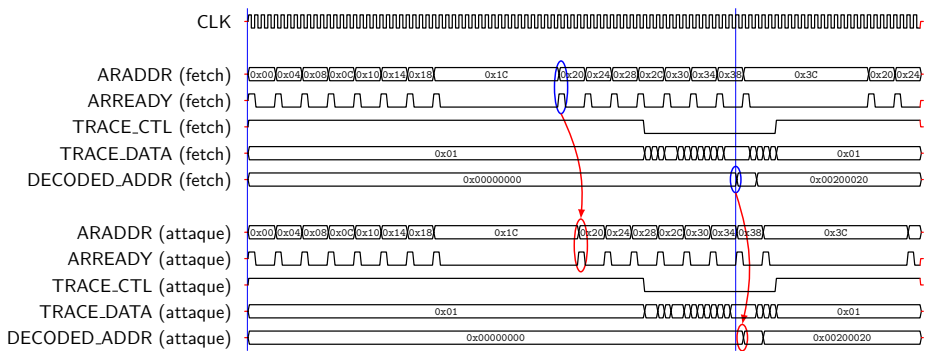 CLK
ARADDR (fetch) 0x00 0x04 0x08 0x0C 0x10 0x14 0x18 0x1C 0x20 0x24 0x28 0x2C 0x30 0x34 0x38 0x3C 0x20 0x24
ARREADY (fetch)
TRACE_CTL (fetch)
TRACE_DATA (fetch) 0x01 0x01
DECODED_ADDR (fetch) 0x00000000 0x00200020
ARADDR (attaque) 0x00 0x04 0x08 0x0C 0x10 0x14 0x18 0x1C 0x20 0x24 0x28 0x2C 0x30 0x34 0x38 0x3C
ARREADY (attaque)
TRACE_CTL (attaque)
TRACE_DATA (attaque) 0x01 0x01
DECODED_ADDR (attaque) 0x00000000 0x00200020